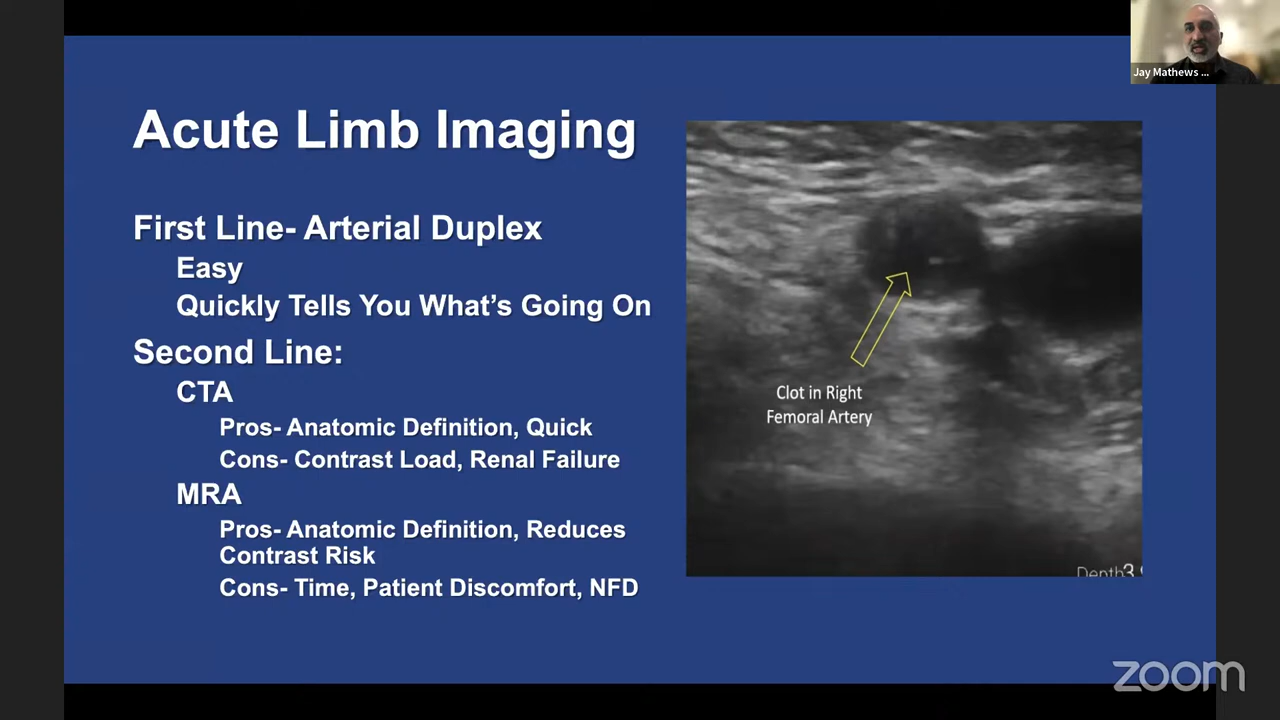 Jay Mathews ...
Acute Limb Imaging
First Line- Arterial Duplex
Easy
Quickly Tells You What's Going On
Second Line:
CTA
Pros- Anatomic Definition, Quick
Cons- Contrast Load, Renal Failure
MRA
Pros- Anatomic Definition, Reduces
Contrast Risk
Cons- Time, Patient Discomfort, NFD
Clot in Right
Femoral Artery
Depth
zoom